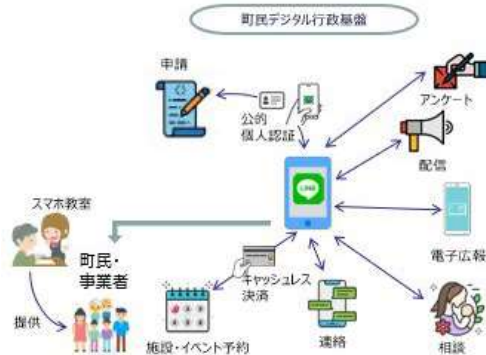 町民デジタル行政基盤
申請
公的
個人認証
アンケート
配信
LINE
スマホ教室
電子広報
町民・
事業者
キャッシュレス
決済
提供
施設・イベント予約
連絡
相談